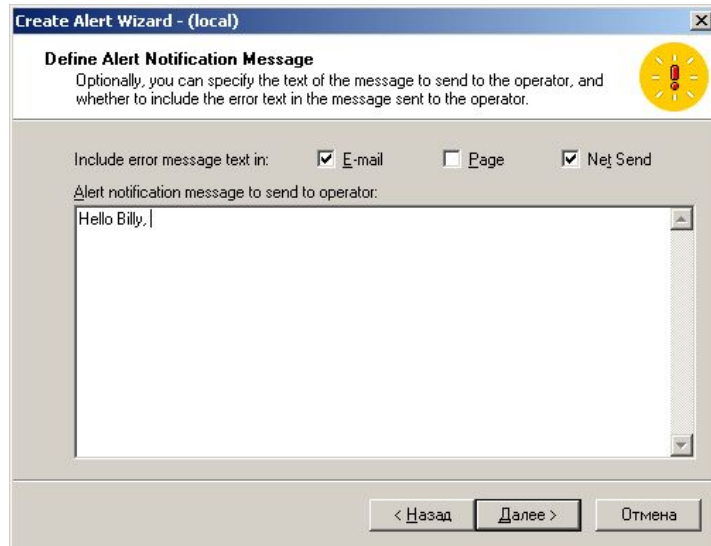 Create Alert Wizard - (local)
Define Alert Notification Message
Optionally, you can specify the text of the message to send to the operator, and
whether to include the error text in the message sent to the operator.
Include error message text in: E-mail Page Net Send
Alert notification message to send to operator:
Hello Billy,
< Назад Далее > Отмена